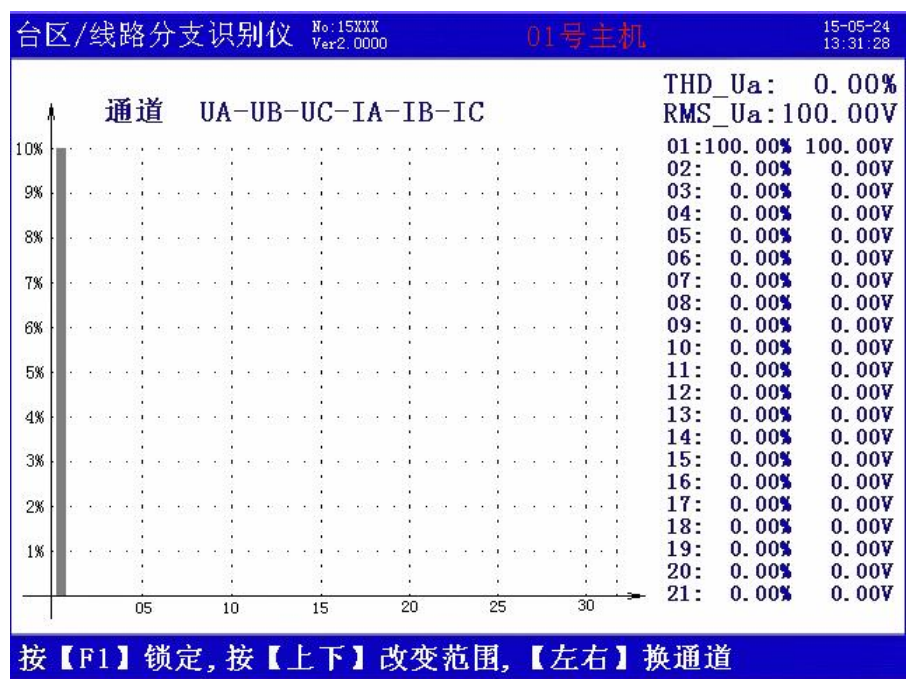 台区/线路分支识别仪 No:15XXX 01号主机 15-05-24
Ver2.0000 13:31:28
THD_Ua: 0.00%
通道 UA-UB-UC-IA-IB-IC RMS_Ua:100.00V
10% 01:100.00% 100.00V
02: 0.00% 0.00V
9% 03: 0.00% 0.00V
04: 0.00% 0.00V
8% 05: 0.00% 0.00V
06: 0.00% 0.00V
7% 07: 0.00% 0.00V
08: 0.00% 0.00V
6% 09: 0.00% 0.00V
10: 0.00% 0.00V
5% 11: 0.00% 0.00V
12: 0.00% 0.00V
4% 13: 0.00% 0.00V
14: 0.00% 0.00V
3% 15: 0.00% 0.00V
16: 0.00% 0.00V
2% 17: 0.00% 0.00V
18: 0.00% 0.00V
1% 19: 0.00% 0.00V
20: 0.00% 0.00V
21: 0.00% 0.00V
05 10 15 20 25 30
按【F1】锁定,按【上下】改变范围,【左右】换通道